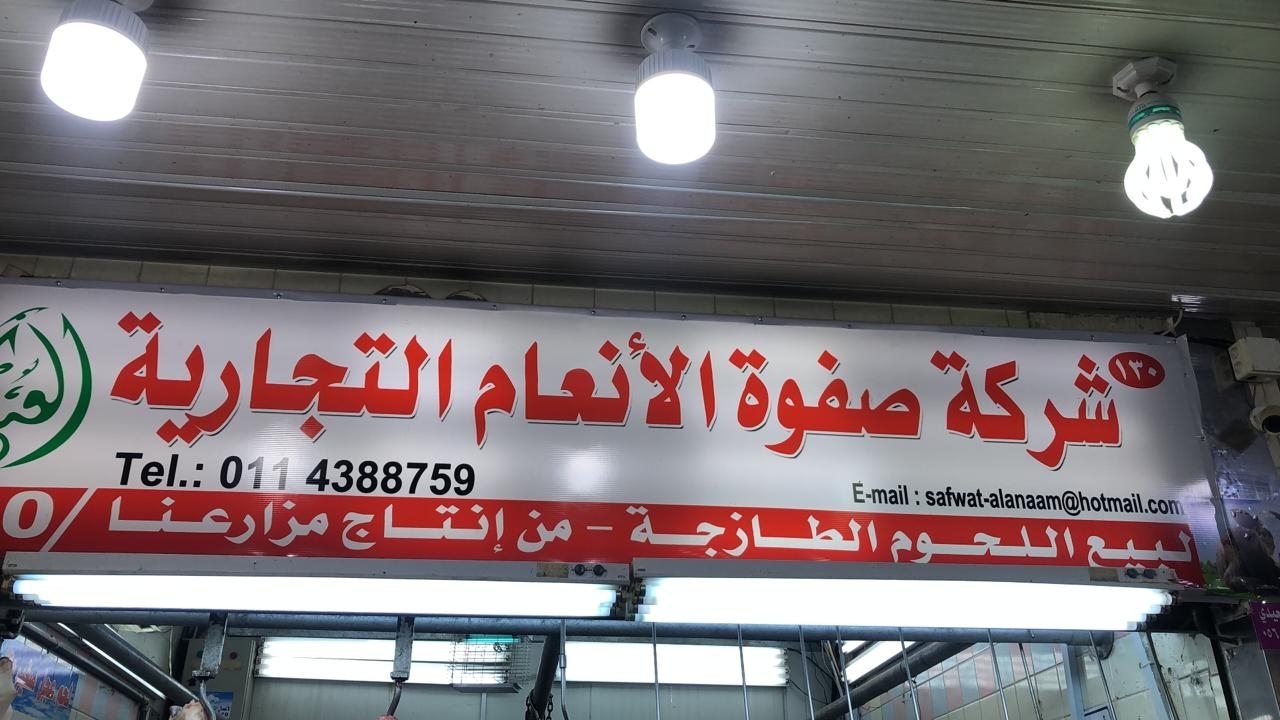 شركة صفوة الأنعام التجارية
١٣٠
Tel.: 011 4388759
E-mail : safwat-alanaam@hotmail.com
لبيع اللحوم الطازجة - من إنتاج مزارعنا /